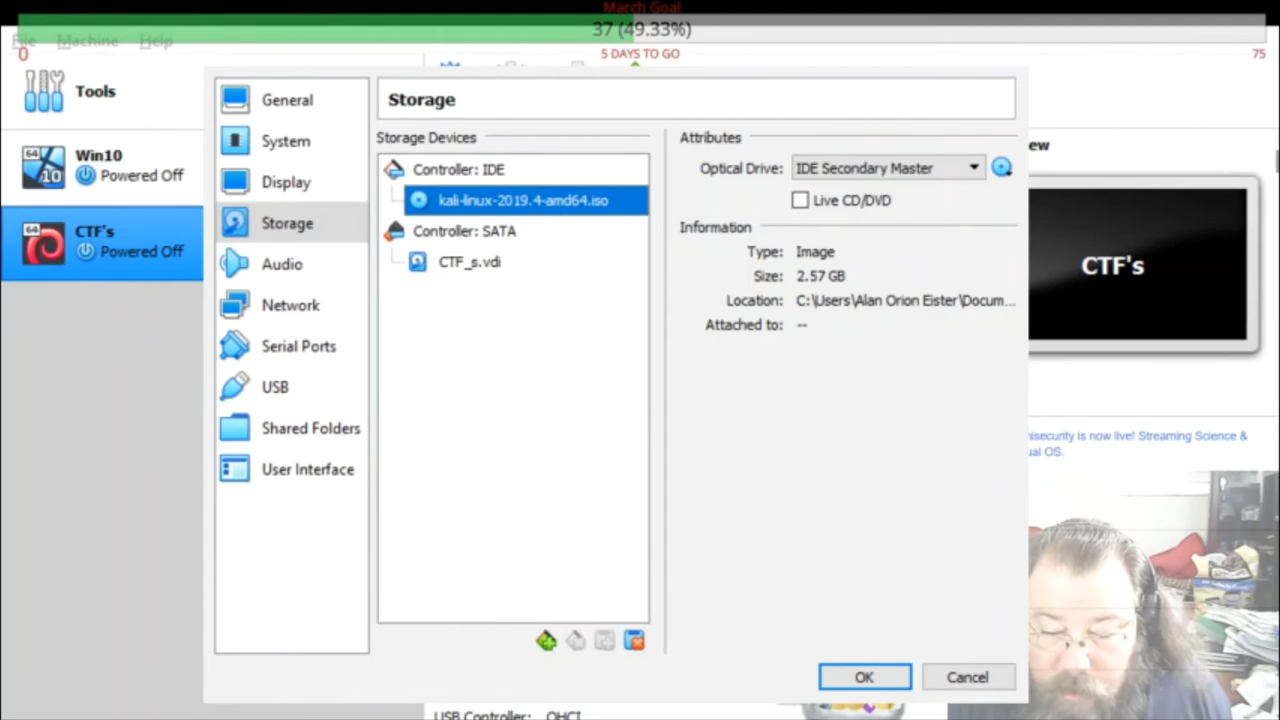 March Goal
37 (49.33%)
File Machine Help
0
5 DAYS TO GO
75
Tools
64
10
Win10
Powered Off
64
CTF's
Powered Off
General
System
Display
Storage
Audio
Network
Serial Ports
USB
Shared Folders
User Interface
Storage
Storage Devices
Controller: IDE
kali-linux-2019.4-amd64.iso
Controller: SATA
CTF_s.vdi
Attributes
Optical Drive: IDE Secondary Master
Live CD/DVD
Information
Type: Image
Size: 2.57 GB
Location: C:\Users\Alan Orion Eister\Docum...
Attached to: --
OK
Cancel
ew
CTF's
nisecurity is now live! Streaming Science &
ual OS.
USB Controller: OHCI